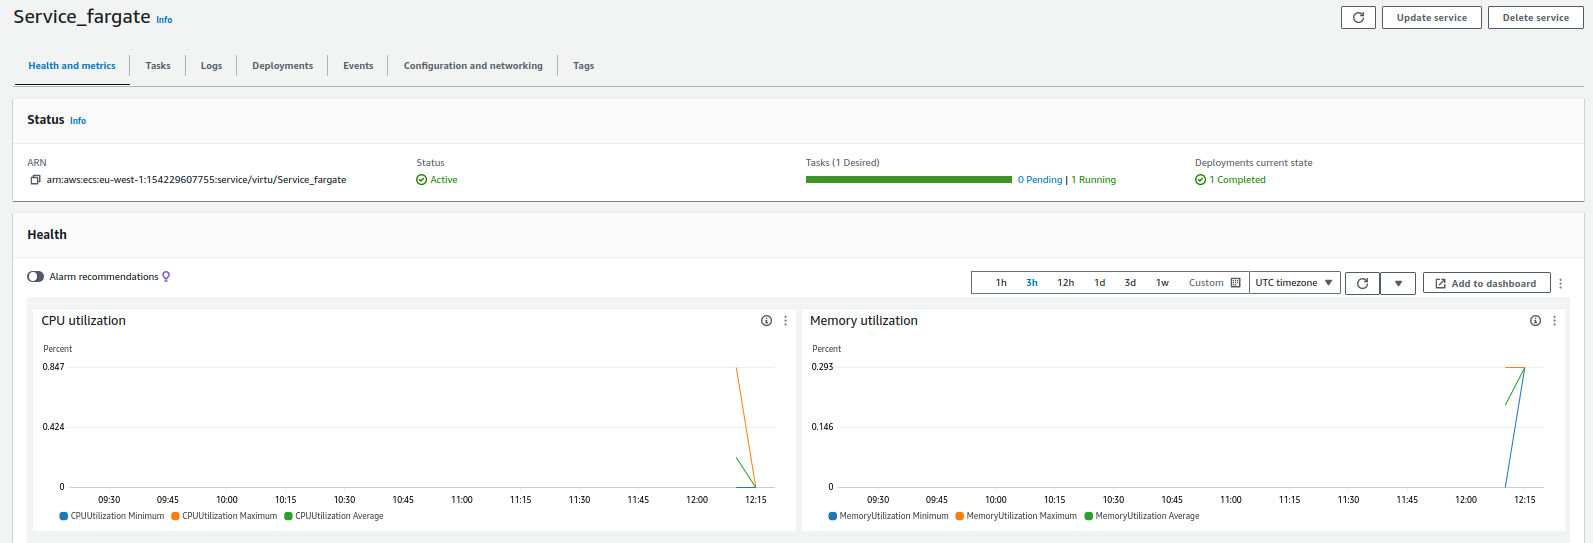 Service_fargate Info
Update service
Delete service
Health and metrics Tasks Logs Deployments Events Configuration and networking Tags
Status Info
ARN
arn:aws:ecs:eu-west-1:154229607755:service/virtu/Service_fargate
Status
Active
Tasks (1 Desired)
0 Pending | 1 Running
Deployments current state
1 Completed
Health
Alarm recommendations
1h 3h 12h 1d 3d 1w Custom UTC timezone
Add to dashboard
CPU utilization
Percent
0.847
0.424
0
09:30 09:45 10:00 10:15 10:30 10:45 11:00 11:15 11:30 11:45 12:00 12:15
CPUUtilization Minimum CPUUtilization Maximum CPUUtilization Average
Memory utilization
Percent
0.293
0.146
0
09:30 09:45 10:00 10:15 10:30 10:45 11:00 11:15 11:30 11:45 12:00 12:15
MemoryUtilization Minimum MemoryUtilization Maximum MemoryUtilization Average